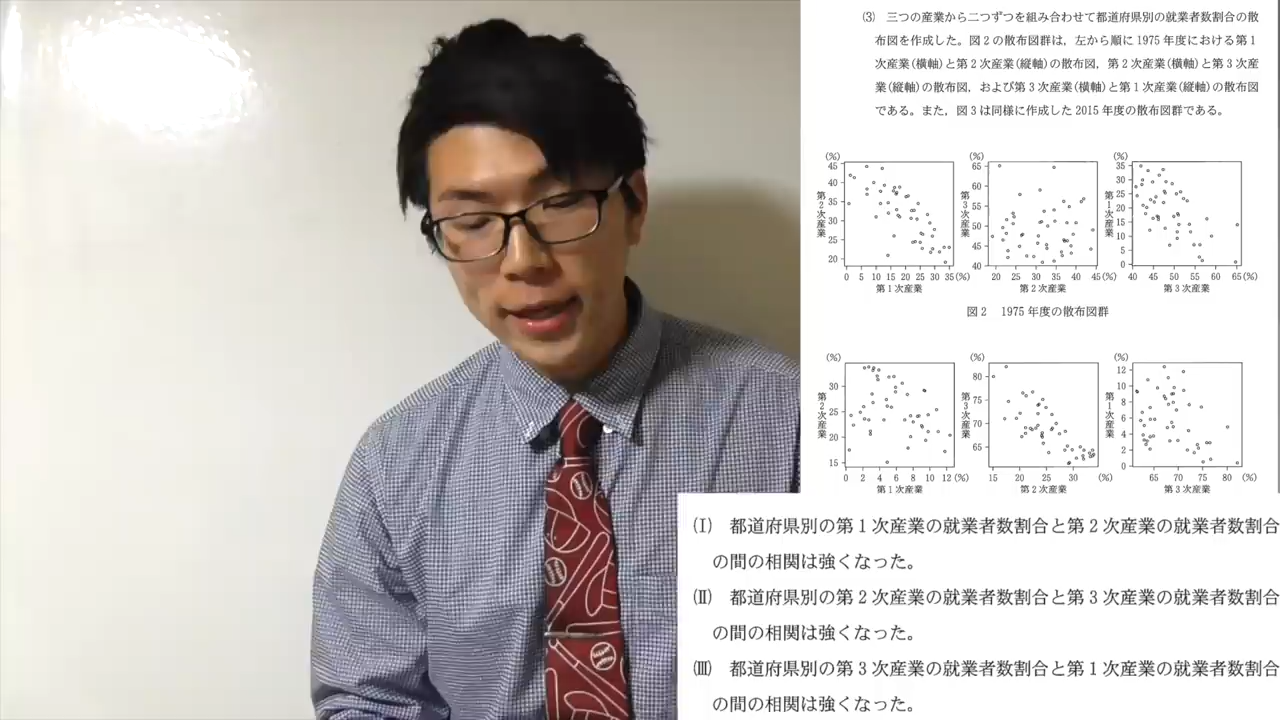 (3) 三つの産業から二つずつを組み合わせて都道府県別の就業者数割合の散
布図を作成した。図2の散布図群は，左から順に1975年度における第1
次産業(横軸)と第2次産業(縦軸)の散布図，第2次産業(横軸)と第3次産
業(縦軸)の散布図，および第3次産業(横軸)と第1次産業(縦軸)の散布図
である。また，図3は同様に作成した2015年度の散布図群である。
(%) (%) (%)
第2次産業 45 40 35 30 25 20
0 5 10 15 20 25 30 35(%)
第1次産業
第3次産業 65 60 55 50 45 40
20 25 30 35 40 45(%)
第2次産業
第1次産業 35 30 25 20 15 10 5 0
40 45 50 55 60 65(%)
第3次産業
図2 1975年度の散布図群
(%) (%) (%)
第2次産業 30 25 20 15
0 2 4 6 8 10 12(%)
第1次産業
第3次産業 80 75 70 65
15 20 25 30 (%)
第2次産業
第1次産業 12 10 8 6 4 2 0
65 70 75 80 (%)
第3次産業
(Ⅰ) 都道府県別の第1次産業の就業者数割合と第2次産業の就業者数割合
の間の相関は強くなった。
(Ⅱ) 都道府県別の第2次産業の就業者数割合と第3次産業の就業者数割合
の間の相関は強くなった。
(Ⅲ) 都道府県別の第3次産業の就業者数割合と第1次産業の就業者数割合
の間の相関は強くなった。